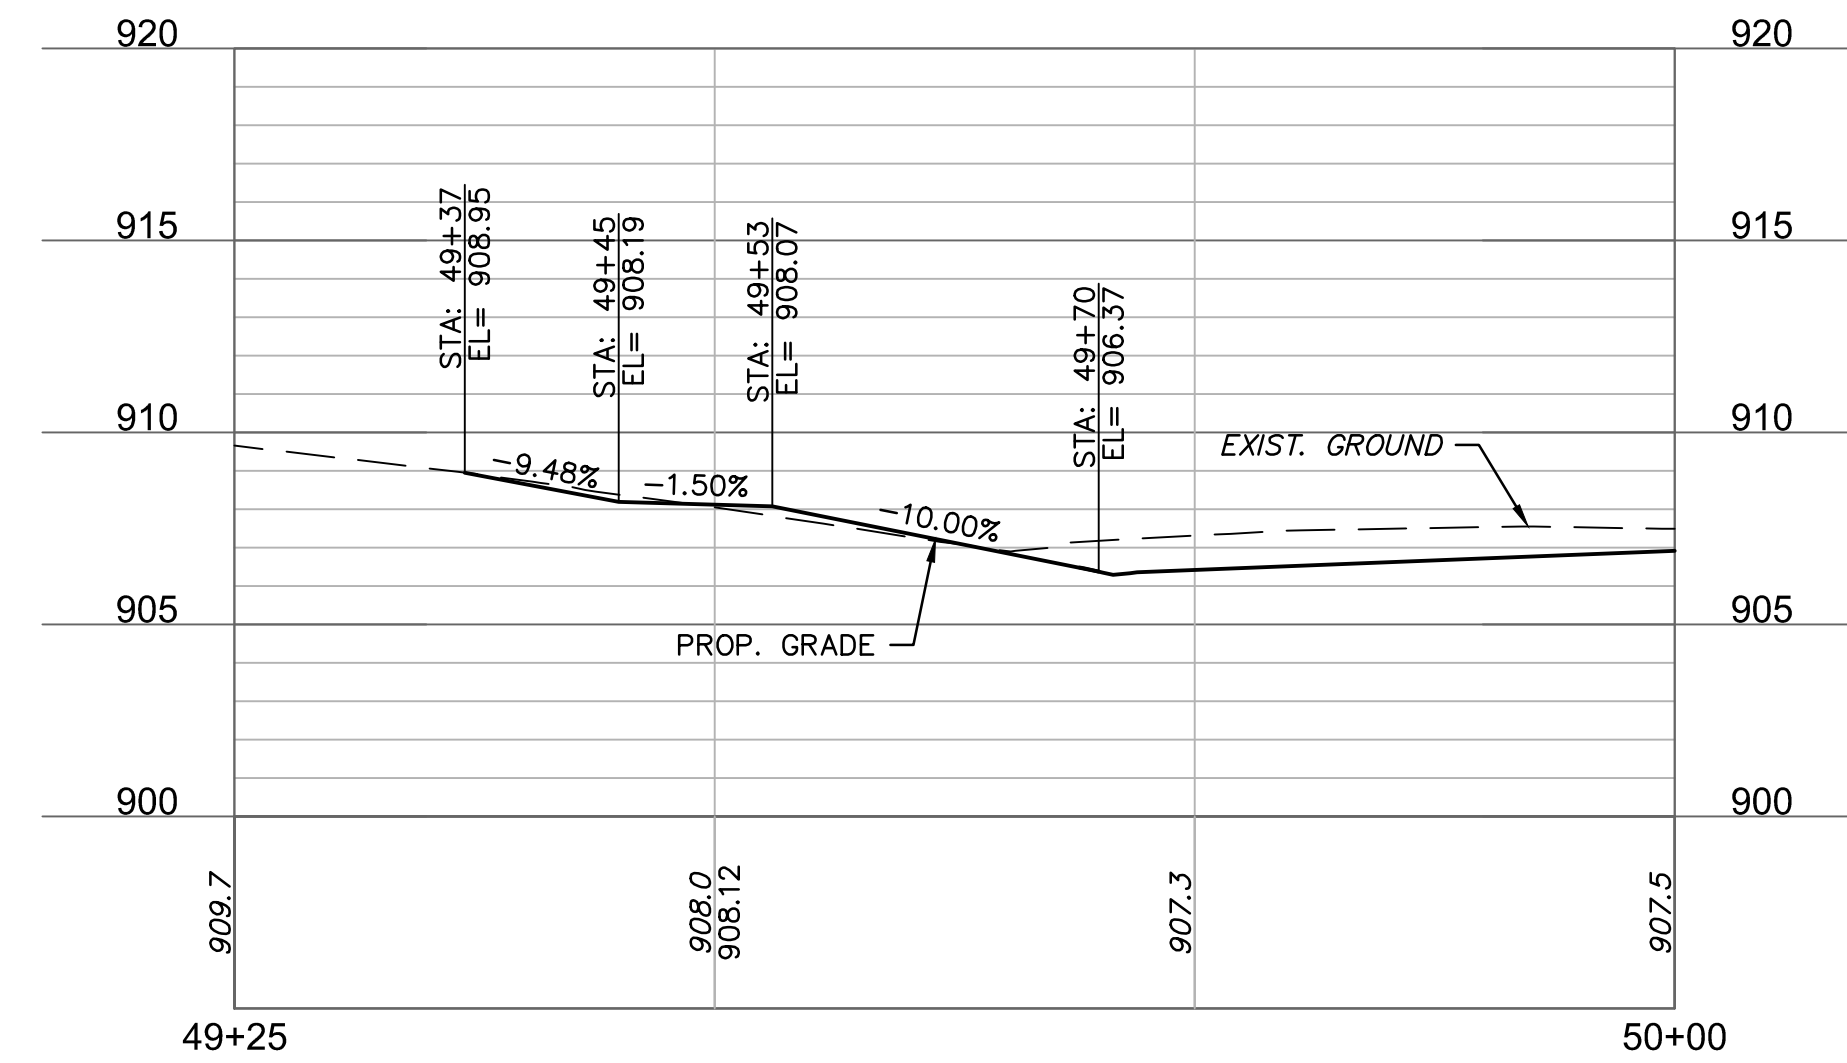 920
920
915
915
910
910
905
905
900
900
STA: 49+37
EL= 908.95
STA: 49+45
EL= 908.19
STA: 49+53
EL= 908.07
STA: 49+70
EL= 906.37
-9.48%
-1.50%
-10.00%
EXIST. GROUND
PROP. GRADE
909.7
908.0
908.12
907.3
907.5
49+25
50+00